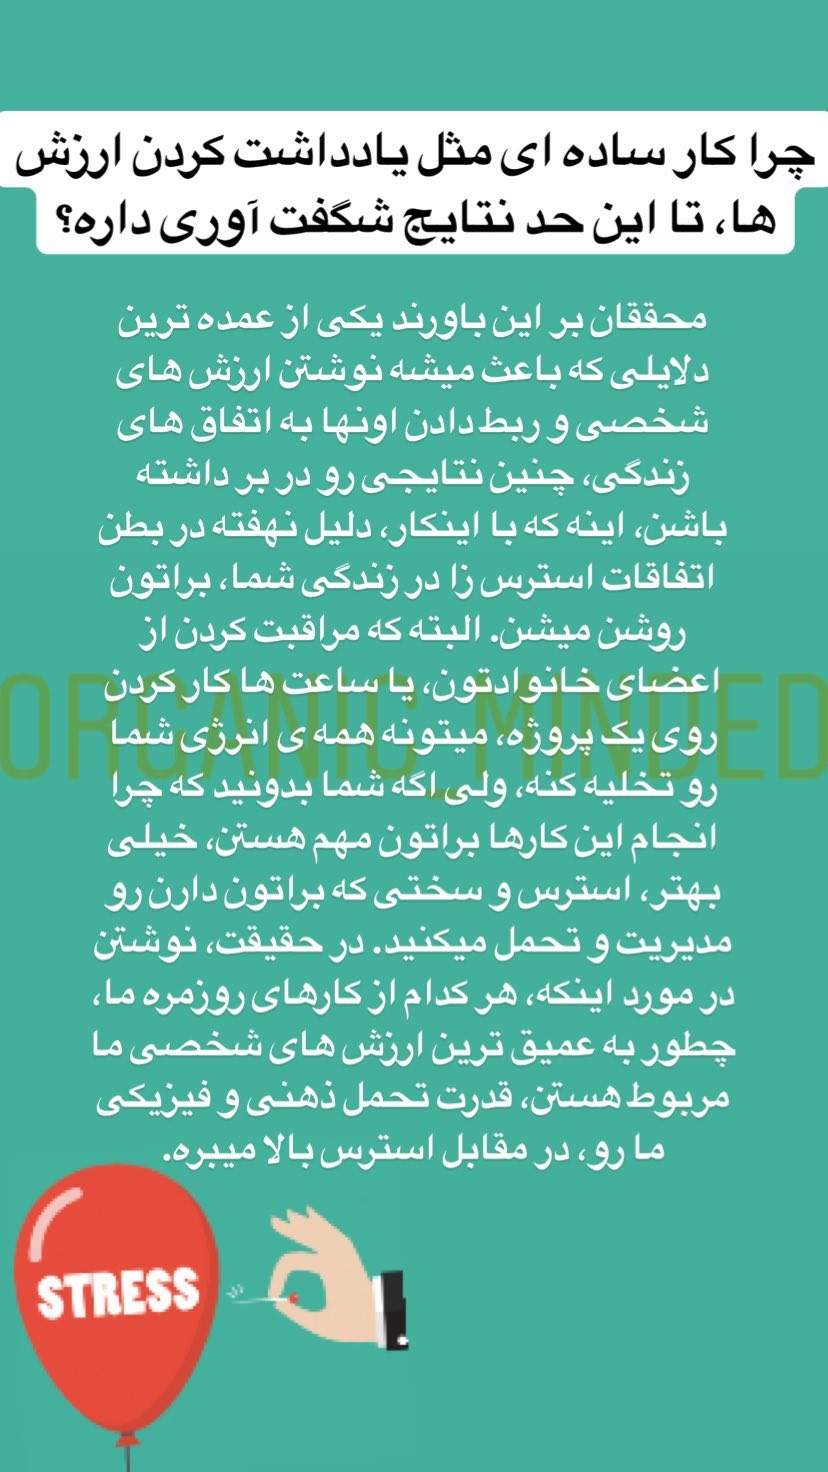 چرا کار ساده ای مثل یادداشت کردن ارزش
ها، تا این حد نتایج شگفت آوری داره؟
محققان بر این باورند یکی از عمده ترین
دلایلی که باعث میشه نوشتن ارزش های
شخصی و ربط دادن اونها به اتفاق های
زندگی، چنین نتایجی رو در بر داشته
باشن، اینه که با اینکار، دلیل نهفته در بطن
اتفاقات استرس زا در زندگی شما، براتون
روشن میشن. البته که مراقبت کردن از
اعضای خانوادتون، یا ساعت ها کار کردن
روی یک پروژه، میتونه همه ی انرژی شما
رو تخلیه کنه، ولی اگه شما بدونید که چرا
انجام این کارها براتون مهم هستن، خیلی
بهتر، استرس و سختی که براتون دارن رو
مدیریت و تحمل میکنید. در حقیقت، نوشتن
در مورد اینکه، هر کدام از کارهای روزمره ما،
چطور به عمیق ترین ارزش های شخصی ما
مربوط هستن، قدرت تحمل ذهنی و فیزیکی
ما رو، در مقابل استرس بالا میبره.
ORGANIC_MINDED
STRESS